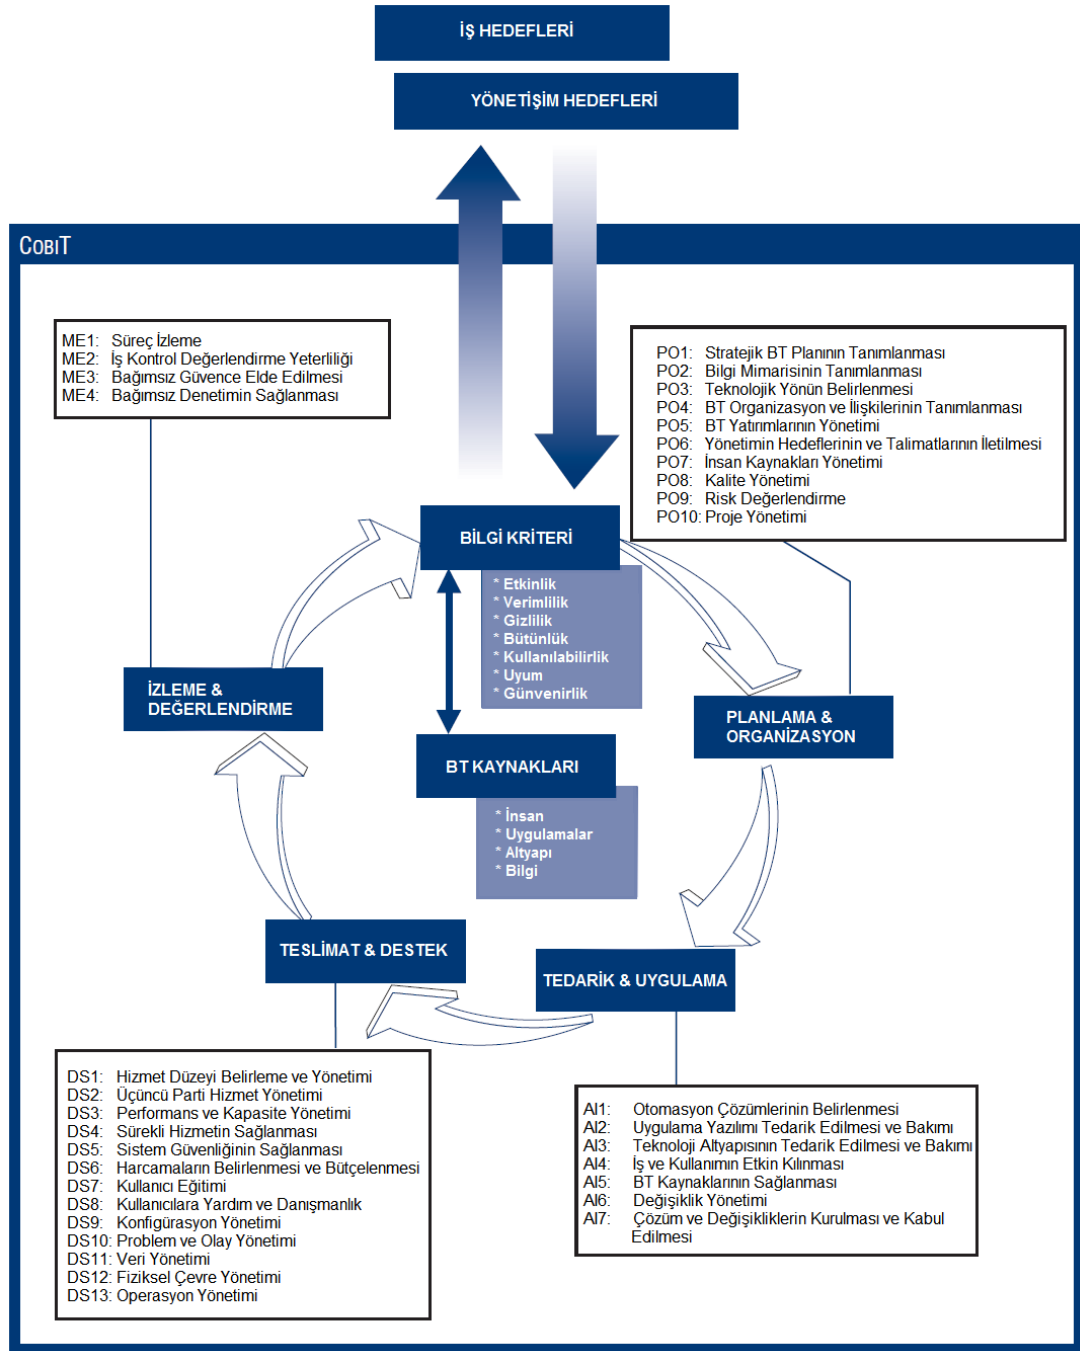 İŞ HEDEFLERİ
YÖNETİŞİM HEDEFLERİ
COBIT
ME1: Süreç İzleme
ME2: İş Kontrol Değerlendirme Yeterliliği
ME3: Bağımsız Güvence Elde Edilmesi
ME4: Bağımsız Denetimin Sağlanması
PO1: Stratejik BT Planının Tanımlanması
PO2: Bilgi Mimarisinin Tanımlanması
PO3: Teknolojik Yönün Belirlenmesi
PO4: BT Organizasyon ve İlişkilerinin Tanımlanması
PO5: BT Yatırımlarının Yönetimi
PO6: Yönetimin Hedeflerinin ve Talimatlarının İletilmesi
PO7: İnsan Kaynakları Yönetimi
PO8: Kalite Yönetimi
PO9: Risk Değerlendirme
PO10: Proje Yönetimi
BİLGİ KRİTERİ
* Etkinlik
* Verimlilik
* Gizlilik
* Bütünlük
* Kullanılabilirlik
* Uyum
* Günvenirlik
İZLEME &
DEĞERLENDİRME
PLANLAMA &
ORGANİZASYON
BT KAYNAKLARI
* İnsan
* Uygulamalar
* Altyapı
* Bilgi
TESLİMAT & DESTEK
TEDARİK & UYGULAMA
DS1: Hizmet Düzeyi Belirleme ve Yönetimi
DS2: Üçüncü Parti Hizmet Yönetimi
DS3: Performans ve Kapasite Yönetimi
DS4: Sürekli Hizmetin Sağlanması
DS5: Sistem Güvenliğinin Sağlanması
DS6: Harcamaların Belirlenmesi ve Bütçelenmesi
DS7: Kullanıcı Eğitimi
DS8: Kullanıcılara Yardım ve Danışmanlık
DS9: Konfigürasyon Yönetimi
DS10: Problem ve Olay Yönetimi
DS11: Veri Yönetimi
DS12: Fiziksel Çevre Yönetimi
DS13: Operasyon Yönetimi
AI1: Otomasyon Çözümlerinin Belirlenmesi
AI2: Uygulama Yazılımı Tedarik Edilmesi ve Bakımı
AI3: Teknoloji Altyapısının Tedarik Edilmesi ve Bakımı
AI4: İş ve Kullanımın Etkin Kılınması
AI5: BT Kaynaklarının Sağlanması
AI6: Değişiklik Yönetimi
AI7: Çözüm ve Değişikliklerin Kurulması ve Kabul
Edilmesi